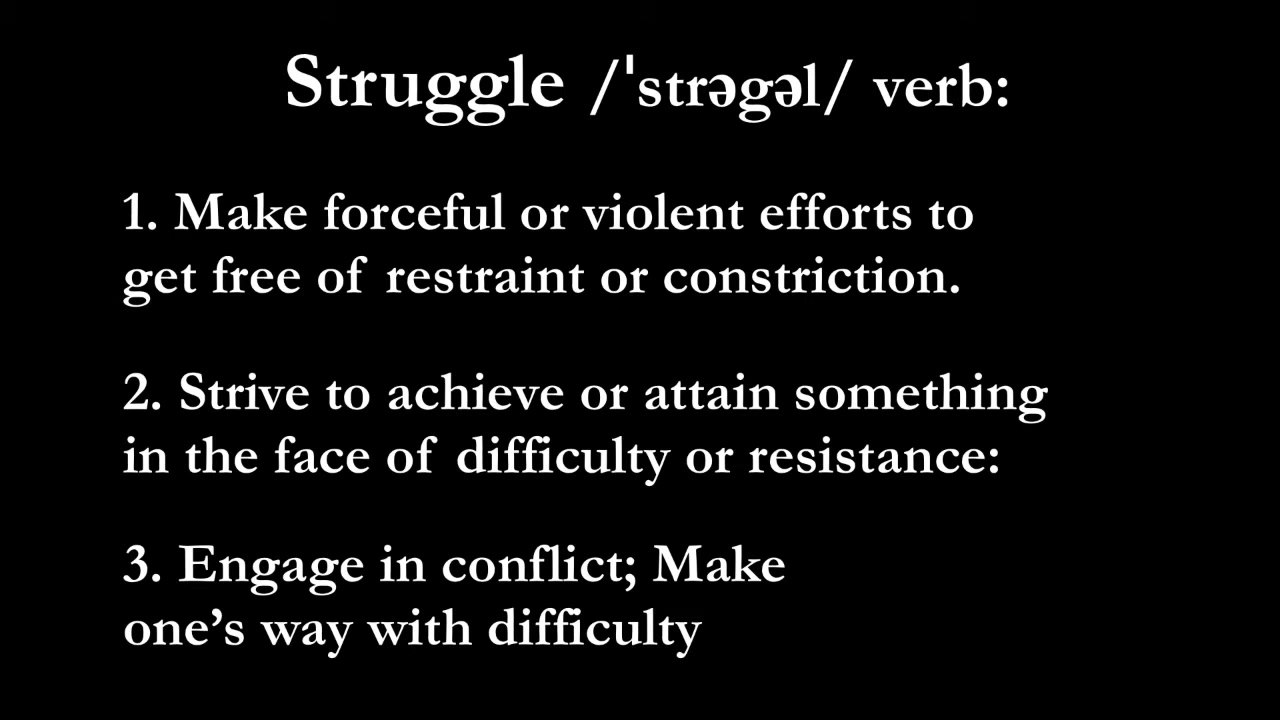 Struggle /ˈstrəgəl/ verb:
1. Make forceful or violent efforts to
get free of restraint or constriction.
2. Strive to achieve or attain something
in the face of difficulty or resistance:
3. Engage in conflict; Make
one’s way with difficulty